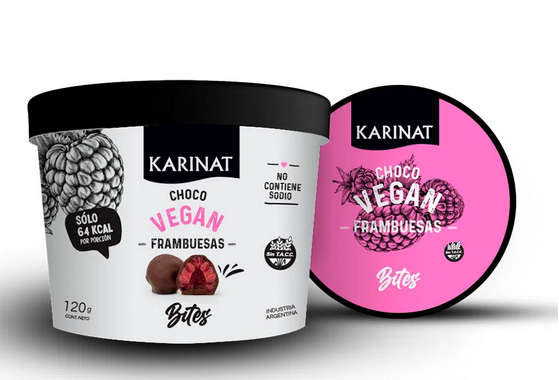 KARINAT
CHOCO
VEGAN
FRAMBUESAS
Bites
NO
CONTIENE
SODIO
SÓLO
64 KCAL
POR PORCIÓN
Sin T.A.C.C.
120g
CONT. NETO
INDUSTRIA
ARGENTINA.
KARINAT
CHOCO
VEGAN
FRAMBUESAS
Sin T.A.C.C.
Bites